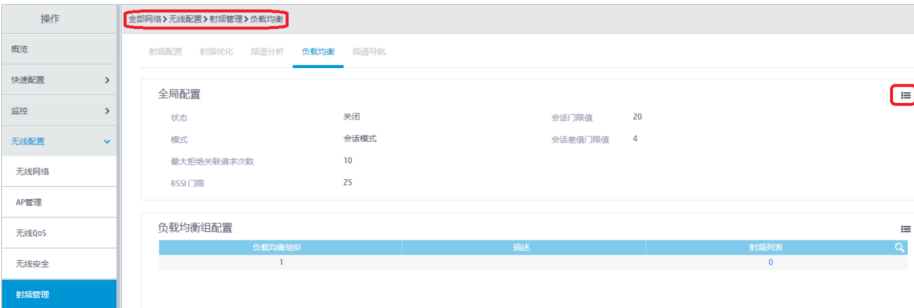 操作
概览
快速配置
监控
无线配置
无线网络
AP管理
无线QoS
无线安全
射频管理
全部网络>无线配置>射频管理>负载均衡
射频配置 射频优化 频道分析 负载均衡 频道导航
全局配置
状态 关闭 会话门限值 20
模式 会话模式 会话差值门限值 4
最大拒绝关联请求次数 10
RSSI门限 25
负载均衡组配置
负载均衡组ID 描述 射频列表
1 0